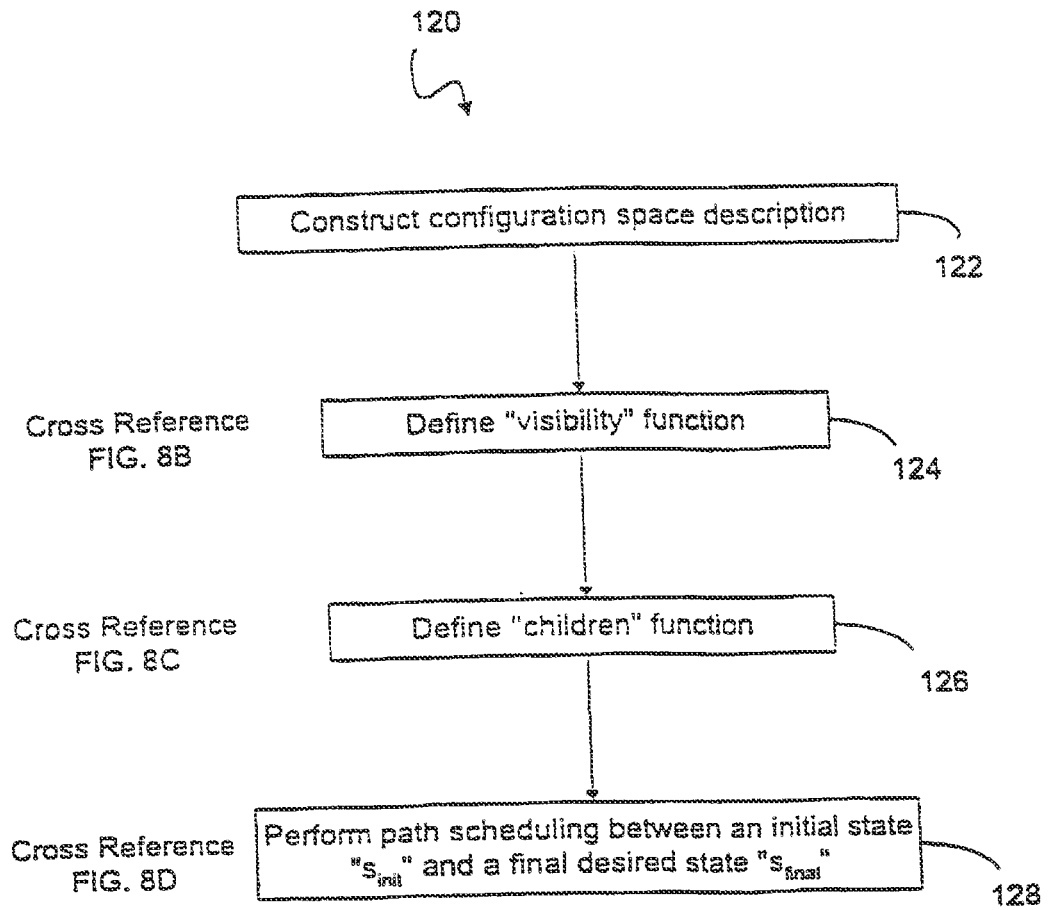 120
Construct configuration space description
122
Cross Reference
FIG. 8B
Define "visibility" function
124
Cross Reference
FIG. 8C
Define "children" function
126
Cross Reference
FIG. 8D
Perform path scheduling between an initial state
"s_init" and a final desired state "s_final"
128